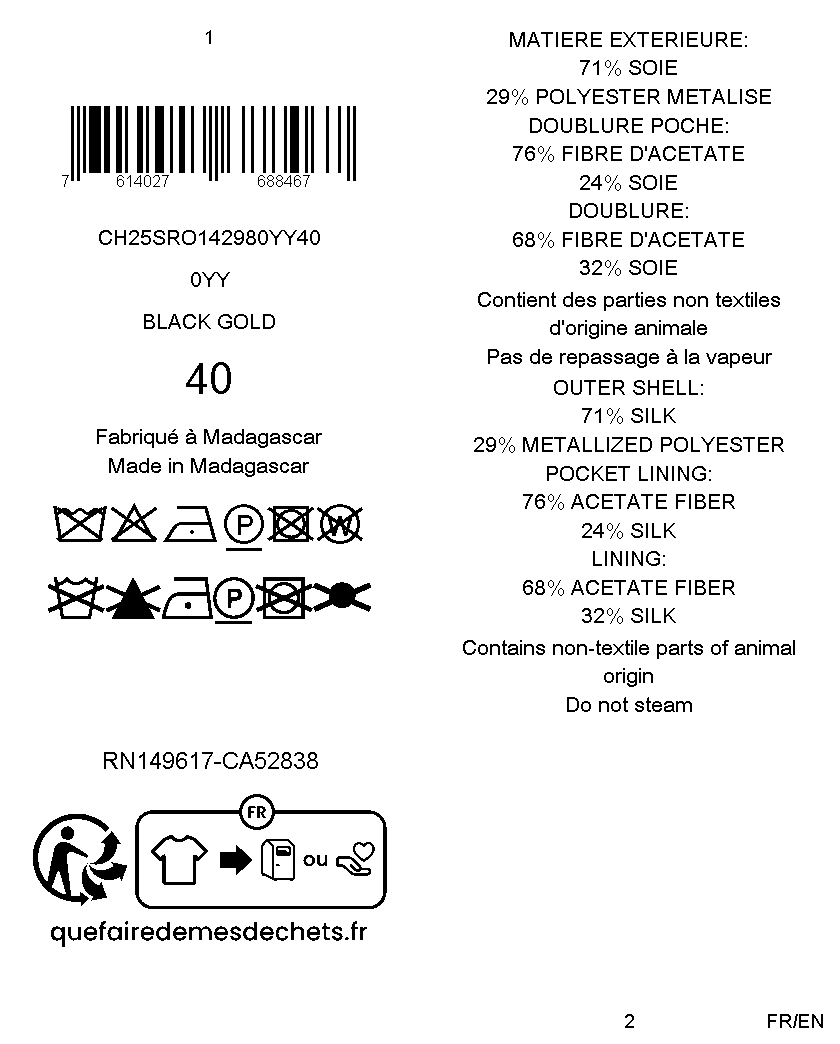 1
7 614027 688467
CH25SRO142980YY40
0YY
BLACK GOLD
40
Fabriqué à Madagascar
Made in Madagascar
P W
P
RN149617-CA52838
FR
ou
quefairedemesdechets.fr
MATIERE EXTERIEURE:
71% SOIE
29% POLYESTER METALISE
DOUBLURE POCHE:
76% FIBRE D'ACETATE
24% SOIE
DOUBLURE:
68% FIBRE D'ACETATE
32% SOIE
Contient des parties non textiles
d'origine animale
Pas de repassage à la vapeur
OUTER SHELL:
71% SILK
29% METALLIZED POLYESTER
POCKET LINING:
76% ACETATE FIBER
24% SILK
LINING:
68% ACETATE FIBER
32% SILK
Contains non-textile parts of animal
origin
Do not steam
2
FR/EN